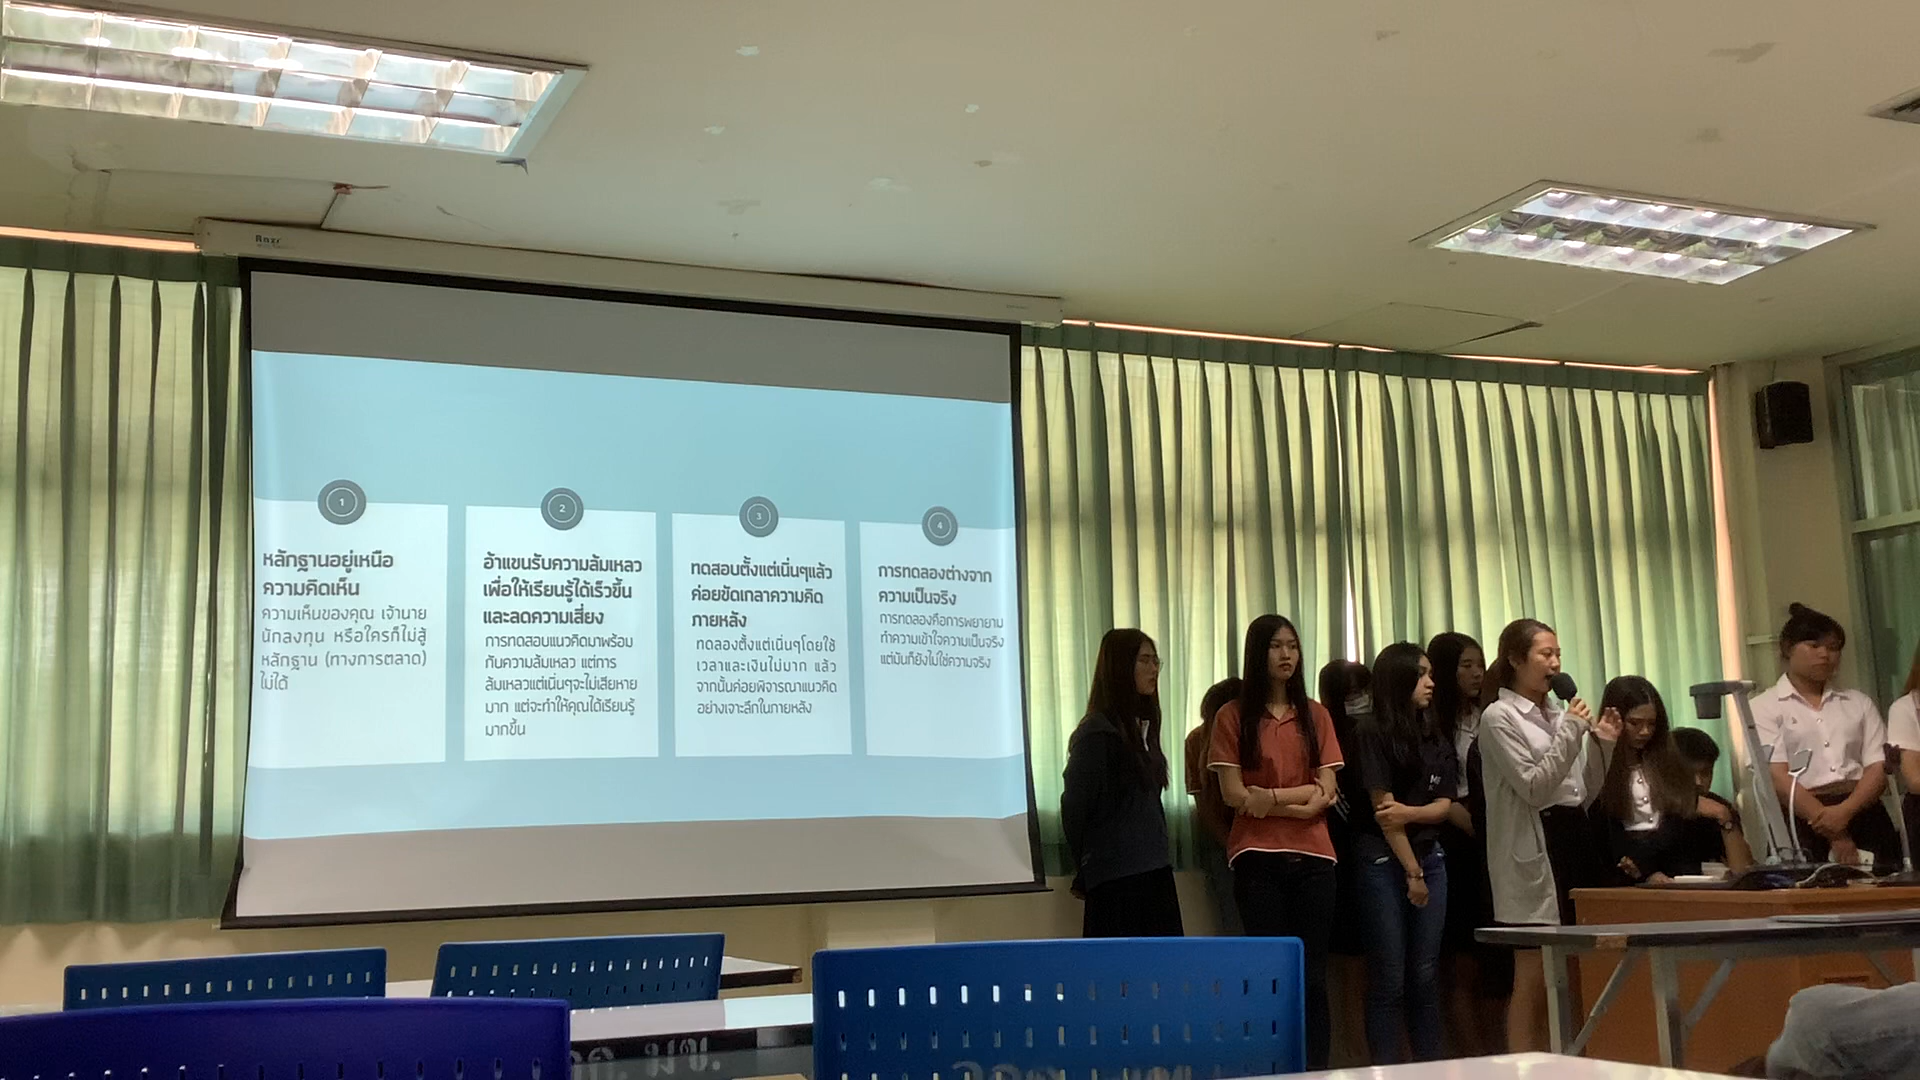 1
หลักฐานอยู่เหนือ
ความคิดเห็น
ความเห็นของคุณ เจ้านาย
นักลงทุน หรือใครก็ไม่สู้
หลักฐาน (ทางการตลาด)
ไม่ได้
2
อ้าแขนรับความล้มเหลว
เพื่อให้เรียนรู้ได้เร็วขึ้น
และลดความเสี่ยง
การทดสอบแนวคิดมาพร้อม
กับความล้มเหลว แต่การ
ล้มเหลวแต่เนิ่นๆจะไม่เสียหาย
มาก แต่จะทำให้คุณได้เรียนรู้
มากขึ้น
3
ทดสอบตั้งแต่เนิ่นๆแล้ว
ค่อยขัดเกลาความคิด
ภายหลัง
ทดลองตั้งแต่เนิ่นๆโดยใช้
เวลาและเงินไม่มาก แล้ว
จากนั้นค่อยพิจารณาแนวคิด
อย่างเจาะลึกในภายหลัง
4
การทดลองต่างจาก
ความเป็นจริง
การทดลองคือการพยายาม
ทำความเข้าใจความเป็นจริง
แต่มันก็ยังไม่ใช่ความจริง